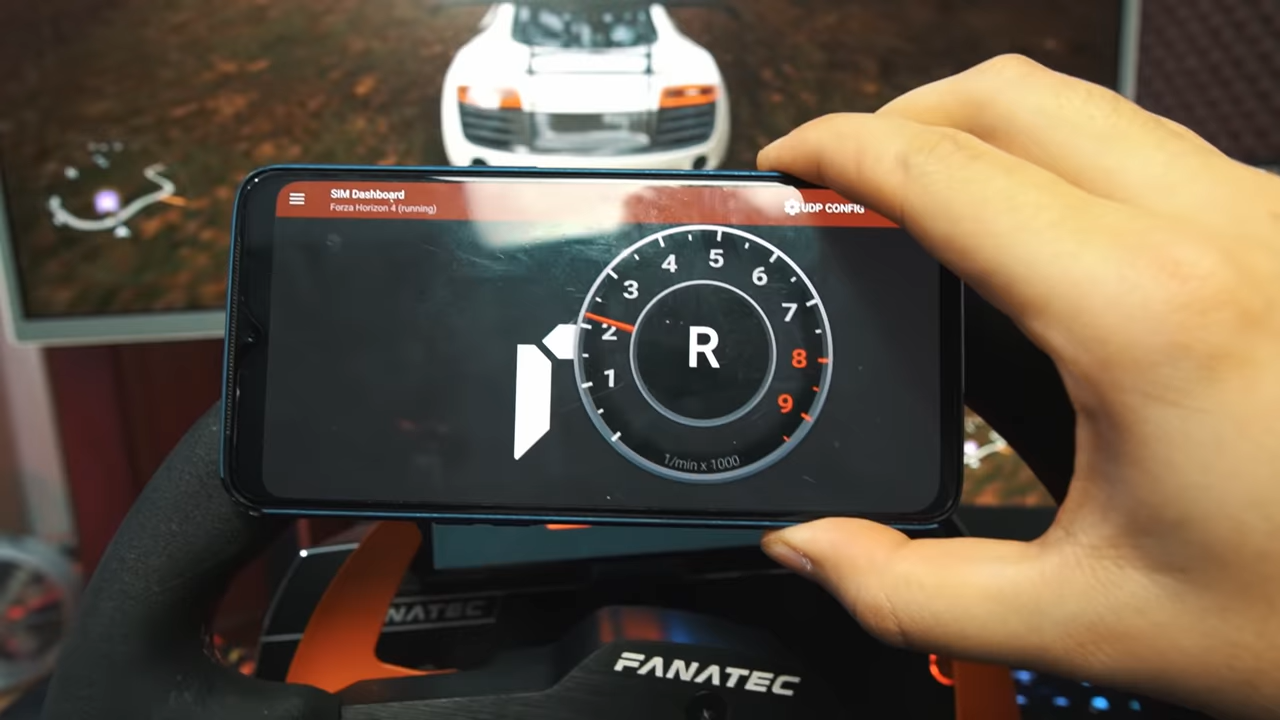 SIM Dashboard
Forza Horizon 4 (running)
UDP CONFIG
1
2
3
4
5
6
7
8
9
R
1/min x 1000
FANATEC
FANATEC